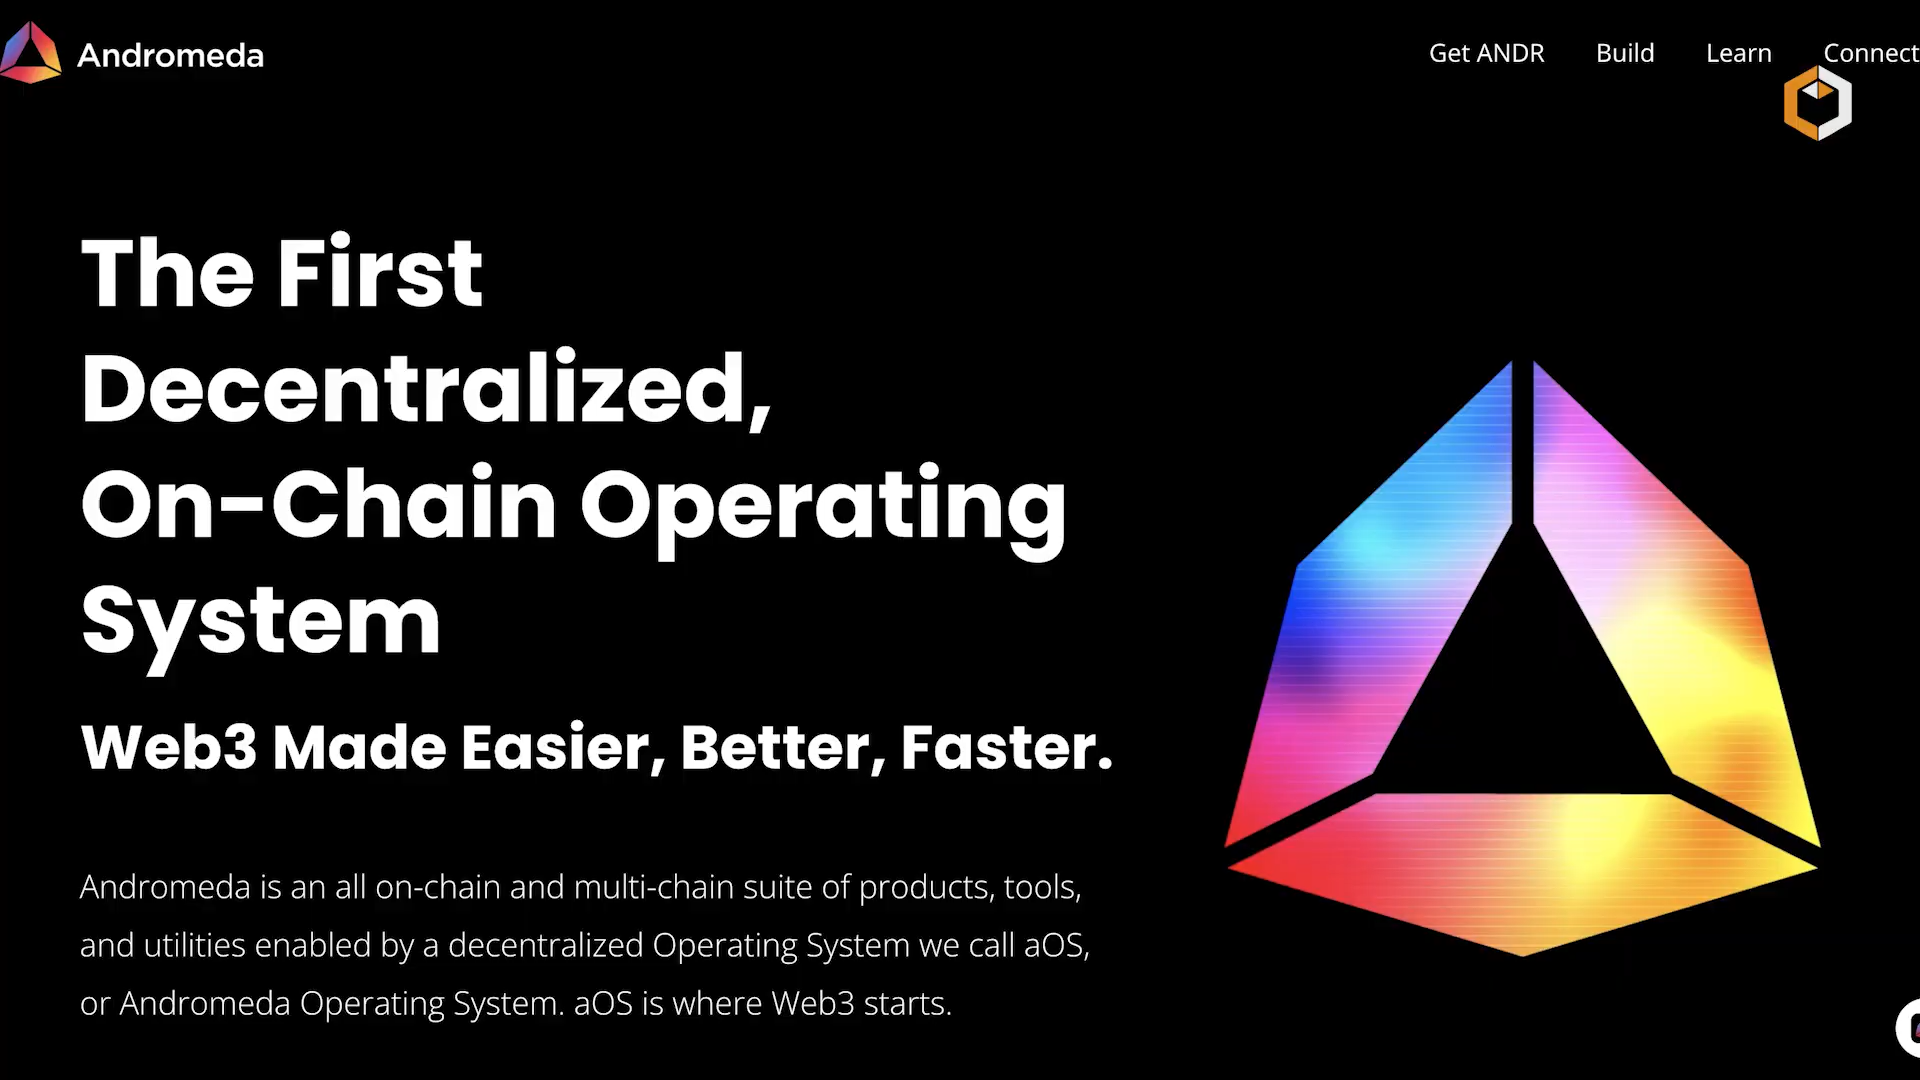 Andromeda
Get ANDR Build Learn Connect
The First
Decentralized,
On-Chain Operating
System
Web3 Made Easier, Better, Faster.
Andromeda is an all on-chain and multi-chain suite of products, tools,
and utilities enabled by a decentralized Operating System we call aOS,
or Andromeda Operating System. aOS is where Web3 starts.